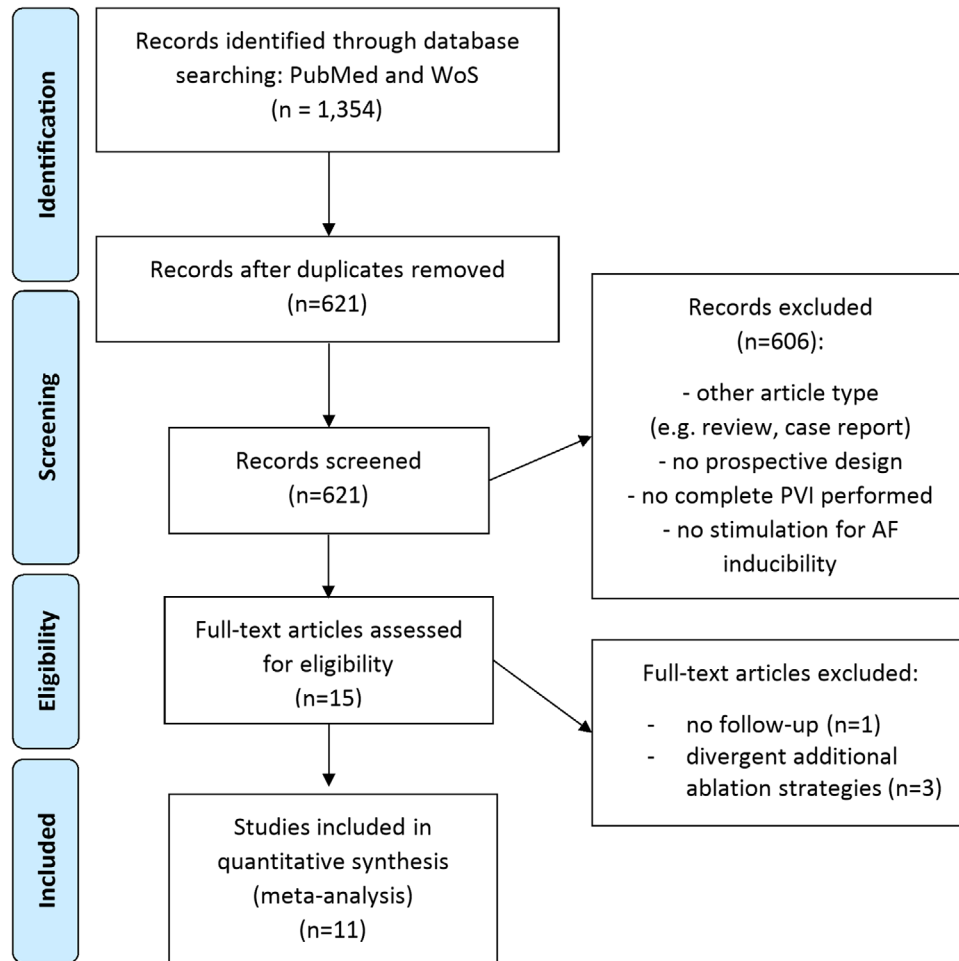 Identification
Records identified through database
searching: PubMed and WoS
(n = 1,354)
Records after duplicates removed
(n=621)
Screening
Records screened
(n=621)
Records excluded
(n=606):
- other article type
(e.g. review, case report)
- no prospective design
- no complete PVI performed
- no stimulation for AF
inducibility
Eligibility
Full-text articles assessed
for eligibility
(n=15)
Full-text articles excluded:
- no follow-up (n=1)
- divergent additional
ablation strategies (n=3)
Included
Studies included in
quantitative synthesis
(meta-analysis)
(n=11)